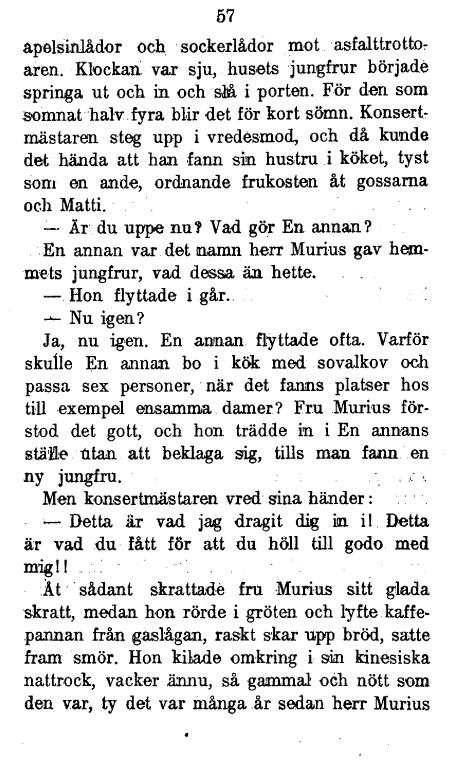 57
apelsinlådor och sockerlådor mot asfalttrotto-
aren. Klockan var sju, husets jungfrur började
springa ut och in och slå i porten. För den som
somnat halv fyra blir det för kort sömn. Konsert-
mästaren steg upp i vredesmod, och då kunde
det hända att han fann sin hustru i köket, tyst
som en ande, ordnande frukosten åt gossarna
och Matti.
— Är du uppe nu? Vad gör En annan?
En annan var det namn herr Murius gav hem-
mets jungfrur, vad dessa än hette.
— Hon flyttade i går.
— Nu igen?
Ja, nu igen. En annan flyttade ofta. Varför
skulle En annan bo i kök med sovalkov och
passa sex personer, när det fanns platser hos
till exempel ensamma damer? Fru Murius för-
stod det gott, och hon trädde in i En annans
ställe utan att beklaga sig, tills man fann en
ny jungfru.
Men konsertmästaren vred sina händer:
— Detta är vad jag dragit dig in i! Detta
är vad du fått för att du höll till godo med
mig!!
Åt sådant skrattade fru Murius sitt glada
skratt, medan hon rörde i gröten och lyfte kaffe-
pannan från gaslågan, raskt skar upp bröd, satte
fram smör. Hon kilade omkring i sin kinesiska
nattrock, vacker ännu, så gammal och nött som
den var, ty det var många år sedan herr Murius